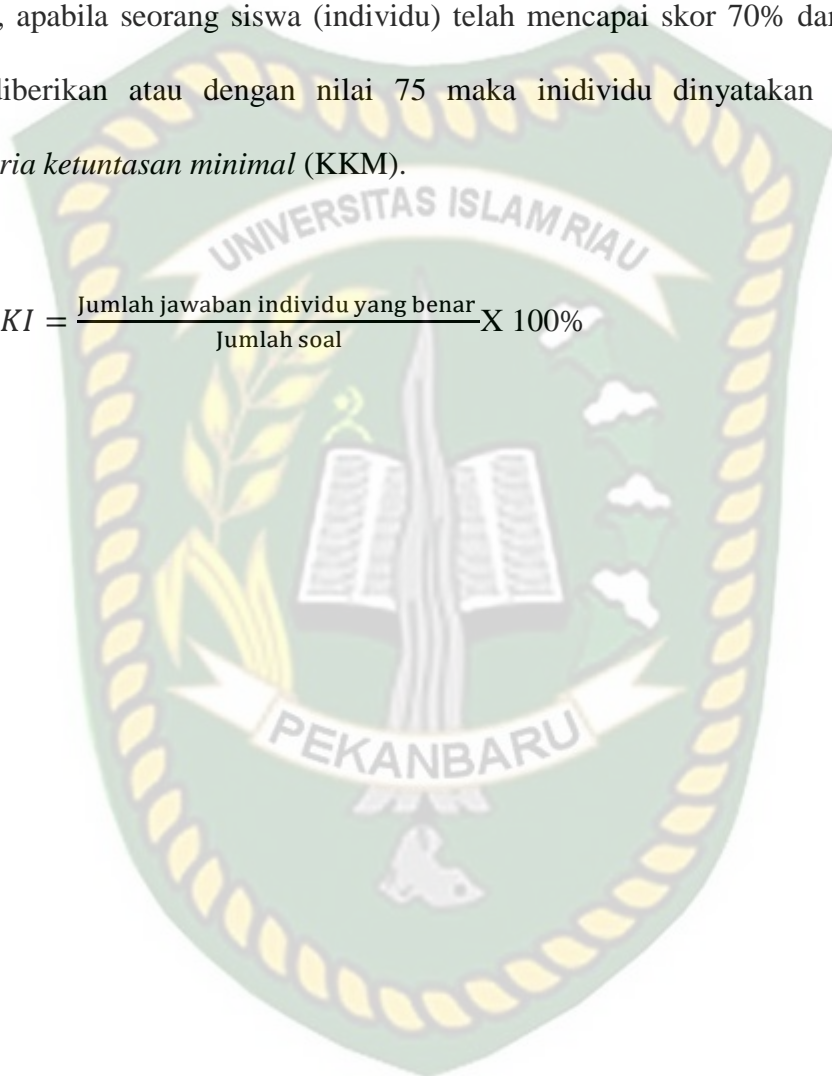 , apabila seorang siswa (individu) telah mencapai skor 70% dar
diberikan atau dengan nilai 75 maka inidividu dinyatakan
ria ketuntasan minimal (KKM).
UNIVERSITAS ISLAM RIAU
KI = Jumlah jawaban individu yang benar
Jumlah soal
X 100%
PEKANBARU